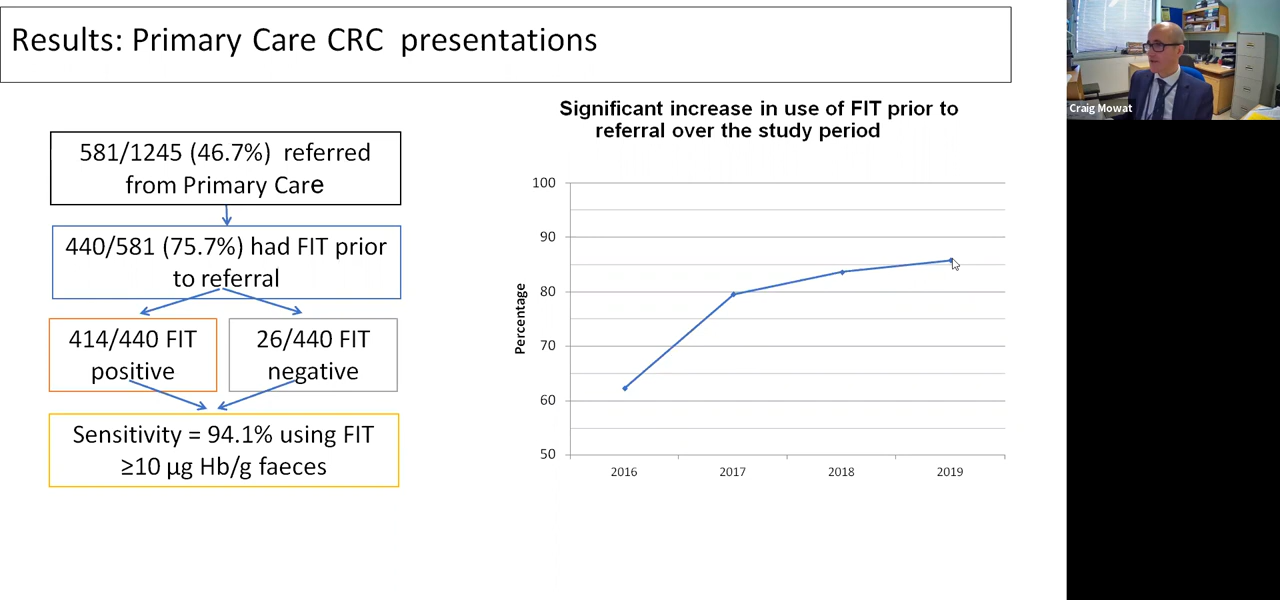 Results: Primary Care CRC presentations
581/1245 (46.7%) referred
from Primary Care
440/581 (75.7%) had FIT prior
to referral
414/440 FIT
positive
26/440 FIT
negative
Sensitivity = 94.1% using FIT
≥10 µg Hb/g faeces
Significant increase in use of FIT prior to
referral over the study period
Percentage
100
90
80
70
60
50
2016 2017 2018 2019
Craig Mowat